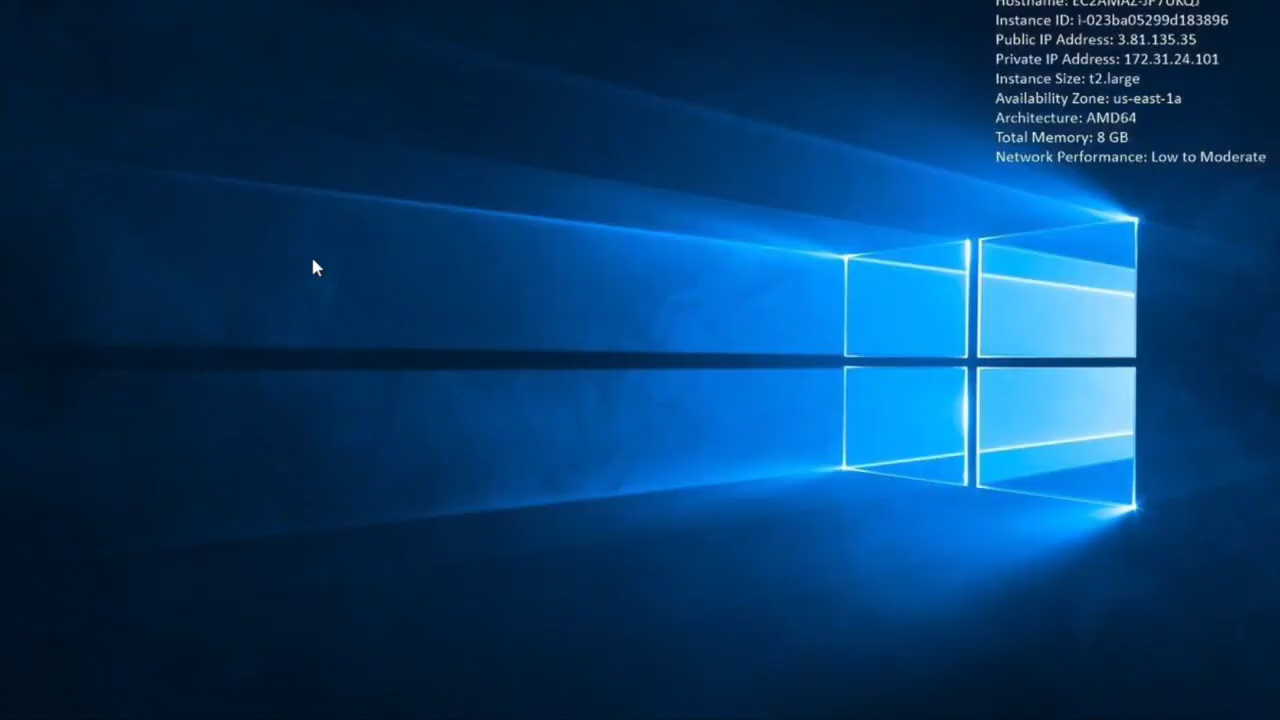 Hostname:
Instance ID: i-023ba05299d183896
Public IP Address: 3.81.135.35
Private IP Address: 172.31.24.101
Instance Size: t2.large
Availability Zone: us-east-1a
Architecture: AMD64
Total Memory: 8 GB
Network Performance: Low to Moderate